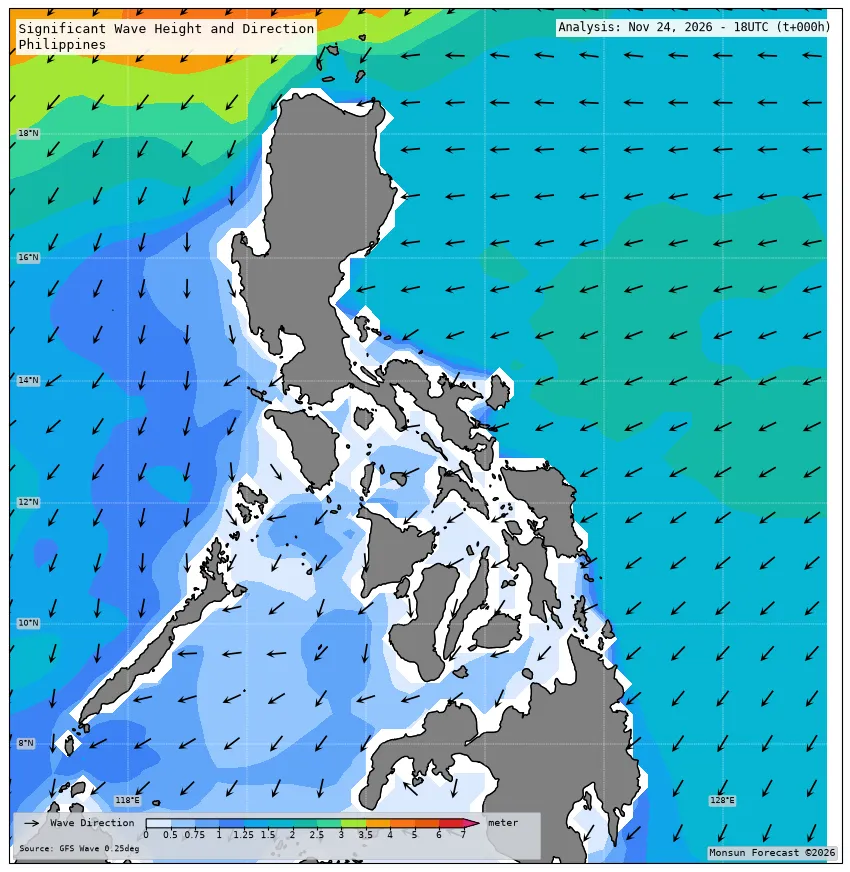 Significant Wave Height and Direction
Philippines
Analysis: Nov 24, 2026 - 18UTC (t+000h)
18°N
16°N
14°N
12°N
10°N
8°N
118°E
128°E
Wave Direction
0 0.5 0.75 1 1.25 1.5 2 2.5 3 3.5 4 5 6 7
meter
Source: GFS Wave 0.25deg
Monsun Forecast ©2026